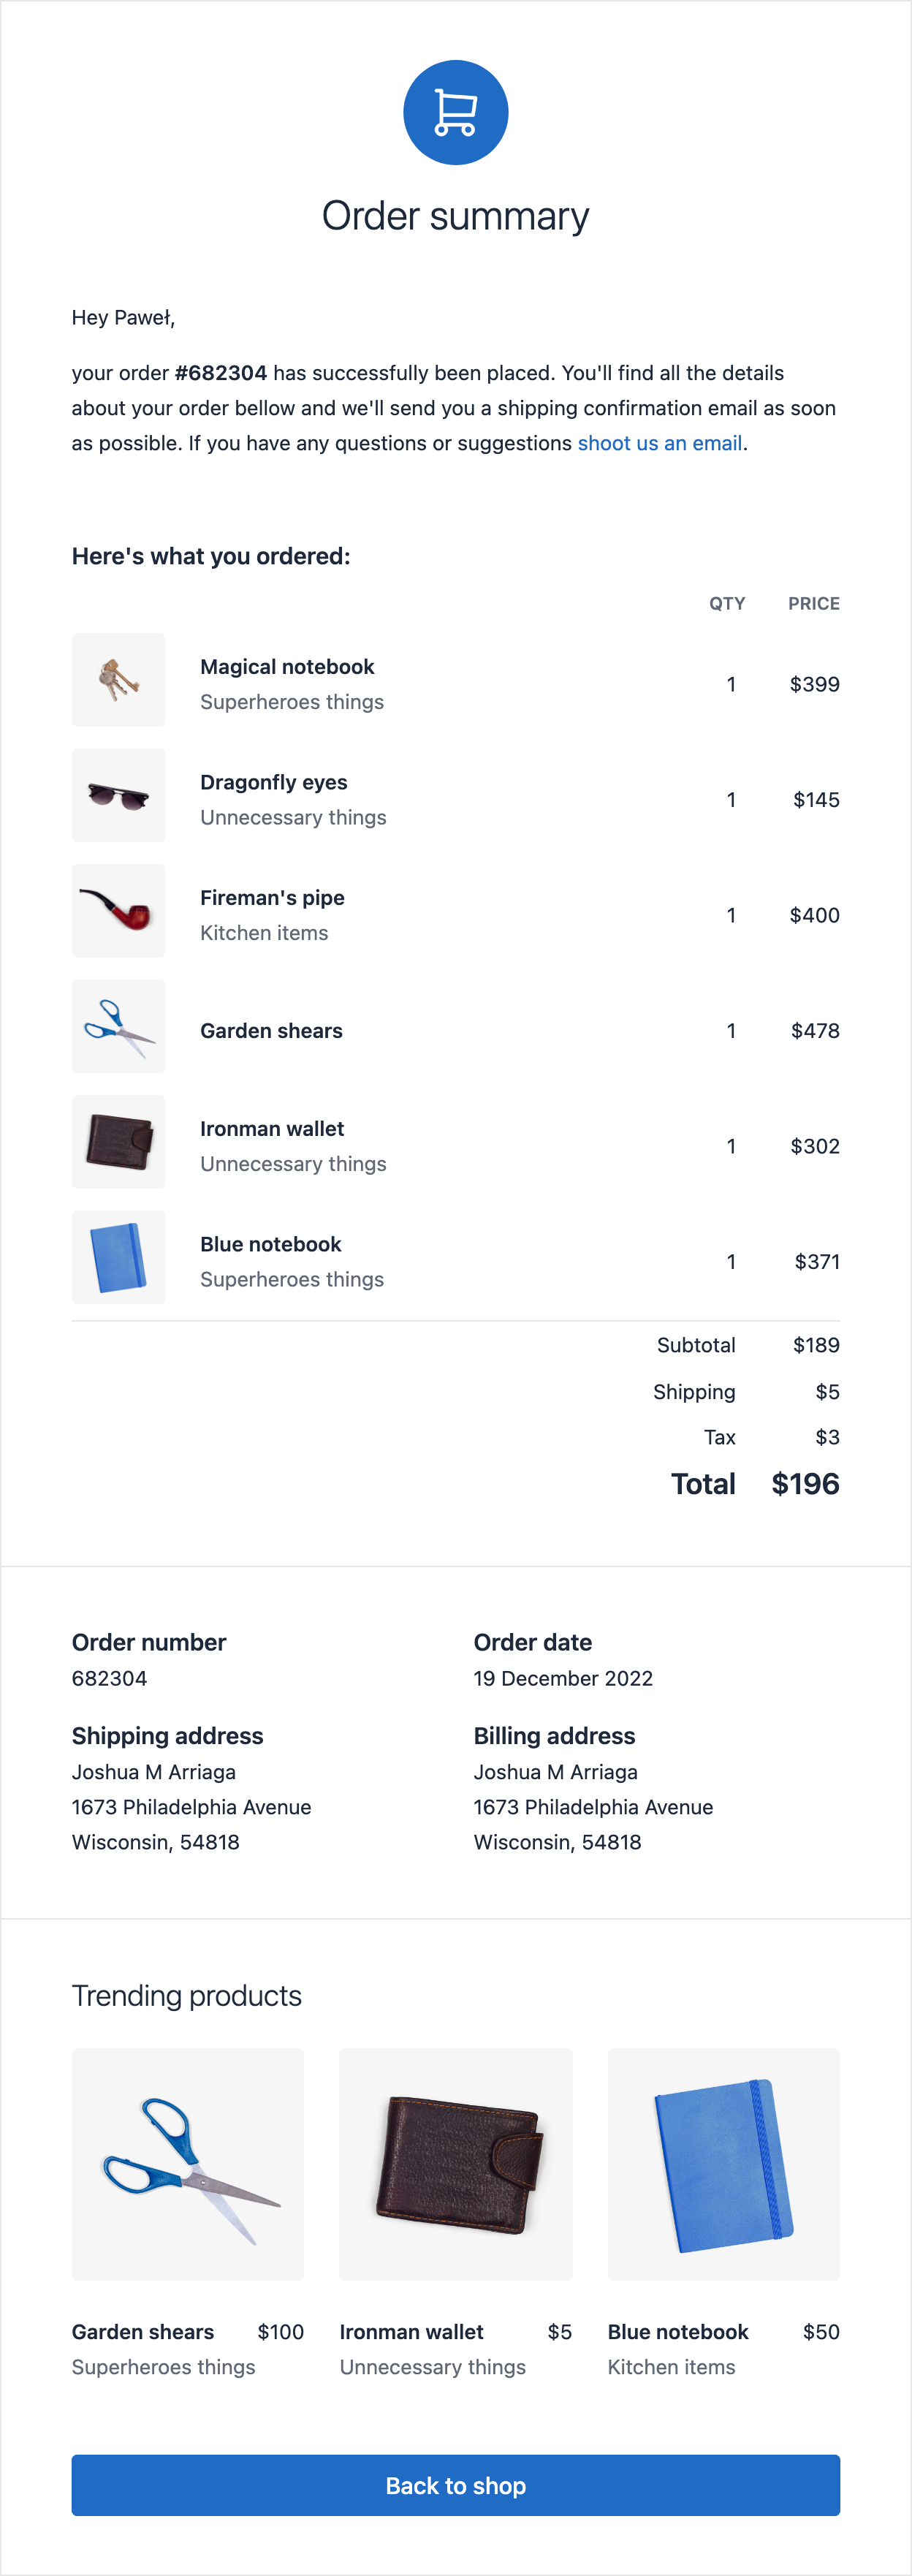 Order summary
Hey Paweł,
your order #682304 has successfully been placed. You'll find all the details
about your order bellow and we'll send you a shipping confirmation email as soon
as possible. If you have any questions or suggestions shoot us an email.
Here's what you ordered:
QTY PRICE
Magical notebook
Superheroes things
1 $399
Dragonfly eyes
Unnecessary things
1 $145
Fireman's pipe
Kitchen items
1 $400
Garden shears 1 $478
Ironman wallet
Unnecessary things
1 $302
Blue notebook
Superheroes things
1 $371
Subtotal $189
Shipping $5
Tax $3
Total $196
Order number
682304
Order date
19 December 2022
Shipping address
Joshua M Arriaga
1673 Philadelphia Avenue
Wisconsin, 54818
Billing address
Joshua M Arriaga
1673 Philadelphia Avenue
Wisconsin, 54818
Trending products
Garden shears $100
Superheroes things
Ironman wallet $5
Unnecessary things
Blue notebook $50
Kitchen items
Back to shop